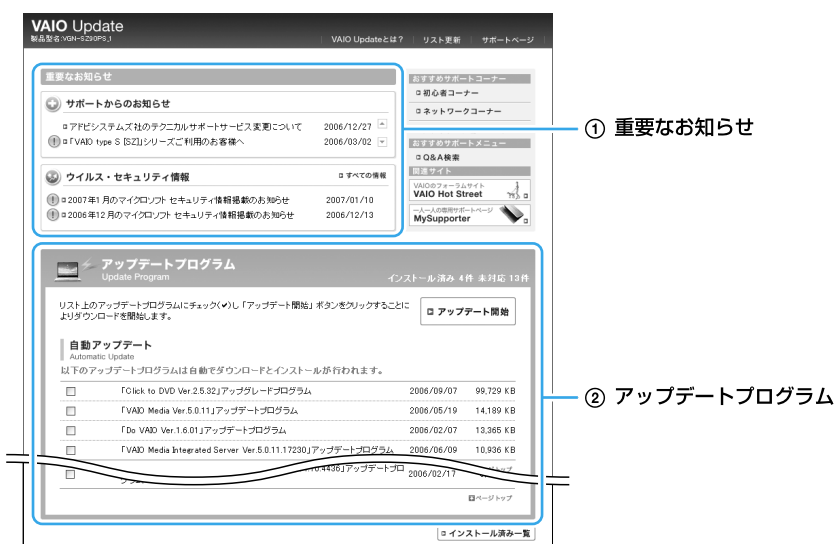 VAIO Update
製品型名:VGN-SZ90PS_1
VAIO Updateとは？ リスト更新 サポートページ
重要なお知らせ
サポートからのお知らせ
アドビシステムズ社のテクニカルサポートサービス変更について 2006/12/27
「VAIO type S [SZ]」シリーズご利用のお客様へ 2006/03/02
ウイルス・セキュリティ情報 すべての情報
2007年1月のマイクロソフト セキュリティ情報掲載のお知らせ 2007/01/10
2006年12月のマイクロソフト セキュリティ情報掲載のお知らせ 2006/12/13
おすすめサポートコーナー
初心者コーナー
ネットワークコーナー
おすすめサポートメニュー
Q&A検索
関連サイト
VAIOのフォーラムサイト
VAIO Hot Street
一人一人の専用サポートページ
MySupporter
① 重要なお知らせ
アップデートプログラム
Update Program
インストール済み 4件 未対応 13件
リスト上のアップデートプログラムにチェック(✔)し「アップデート開始」ボタンをクリックすることに
よりダウンロードを開始します。
アップデート開始
自動アップデート
Automatic Update
以下のアップデートプログラムは自動でダウンロードとインストールが行われます。
「Click to DVD Ver.2.5.32」アップグレードプログラム 2006/09/07 99,729 KB
「VAIO Media Ver.5.0.11」アップデートプログラム 2006/05/19 14,189 KB
「Do VAIO Ver.1.6.01」アップデートプログラム 2006/02/07 13,365 KB
「VAIO Media Integrated Server Ver.5.0.11.17230」アップデートプログラム 2006/06/09 10,936 KB
4436」アップデートプロ 2006/02/17
ページトップ
② アップデートプログラム
インストール済み一覧